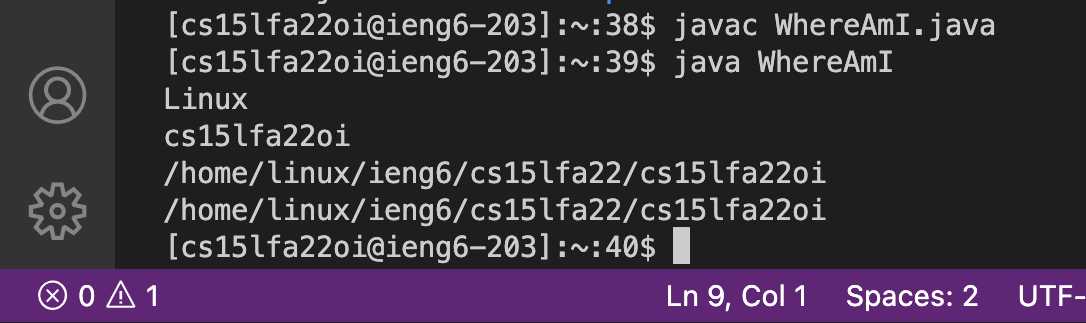 [cs15lfa22oi@ieng6-203]:~:38$ javac WhereAmI.java
[cs15lfa22oi@ieng6-203]:~:39$ java WhereAmI
Linux
cs15lfa22oi
/home/linux/ieng6/cs15lfa22/cs15lfa22oi
/home/linux/ieng6/cs15lfa22/cs15lfa22oi
[cs15lfa22oi@ieng6-203]:~:40$
0 1 Ln 9, Col 1 Spaces: 2 UTF-